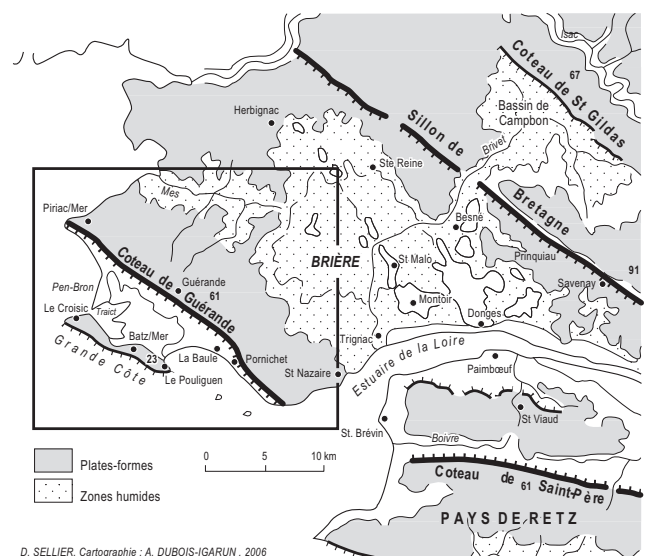 Isac
Coteau de St Gildas
67
Bassin de
Campbon
Herbignac
Sillon de
Brivet
Ste Reine
Mes
Piriac/Mer
Besné
Bretagne
Coteau de Guérande
BRIÈRE
St Malo
Prinquiau
91
Pen-Bron
Guérande
61
Savenay
Montoir
Le Croisic
Traict
Donges
Batz/Mer
Trignac
Grande Côte
23
La Baule
Pornichet
Estuaire de la Loire
Le Pouliguen
St Nazaire
Paimbœuf
St Viaud
St. Brévin
Boivre
Plates-formes
0 5 10 km
Coteau de Saint-Père
61
Zones humides
PAYS DE RETZ
D. SELLIER, Cartographie : A. DUBOIS-IGARUN , 2006